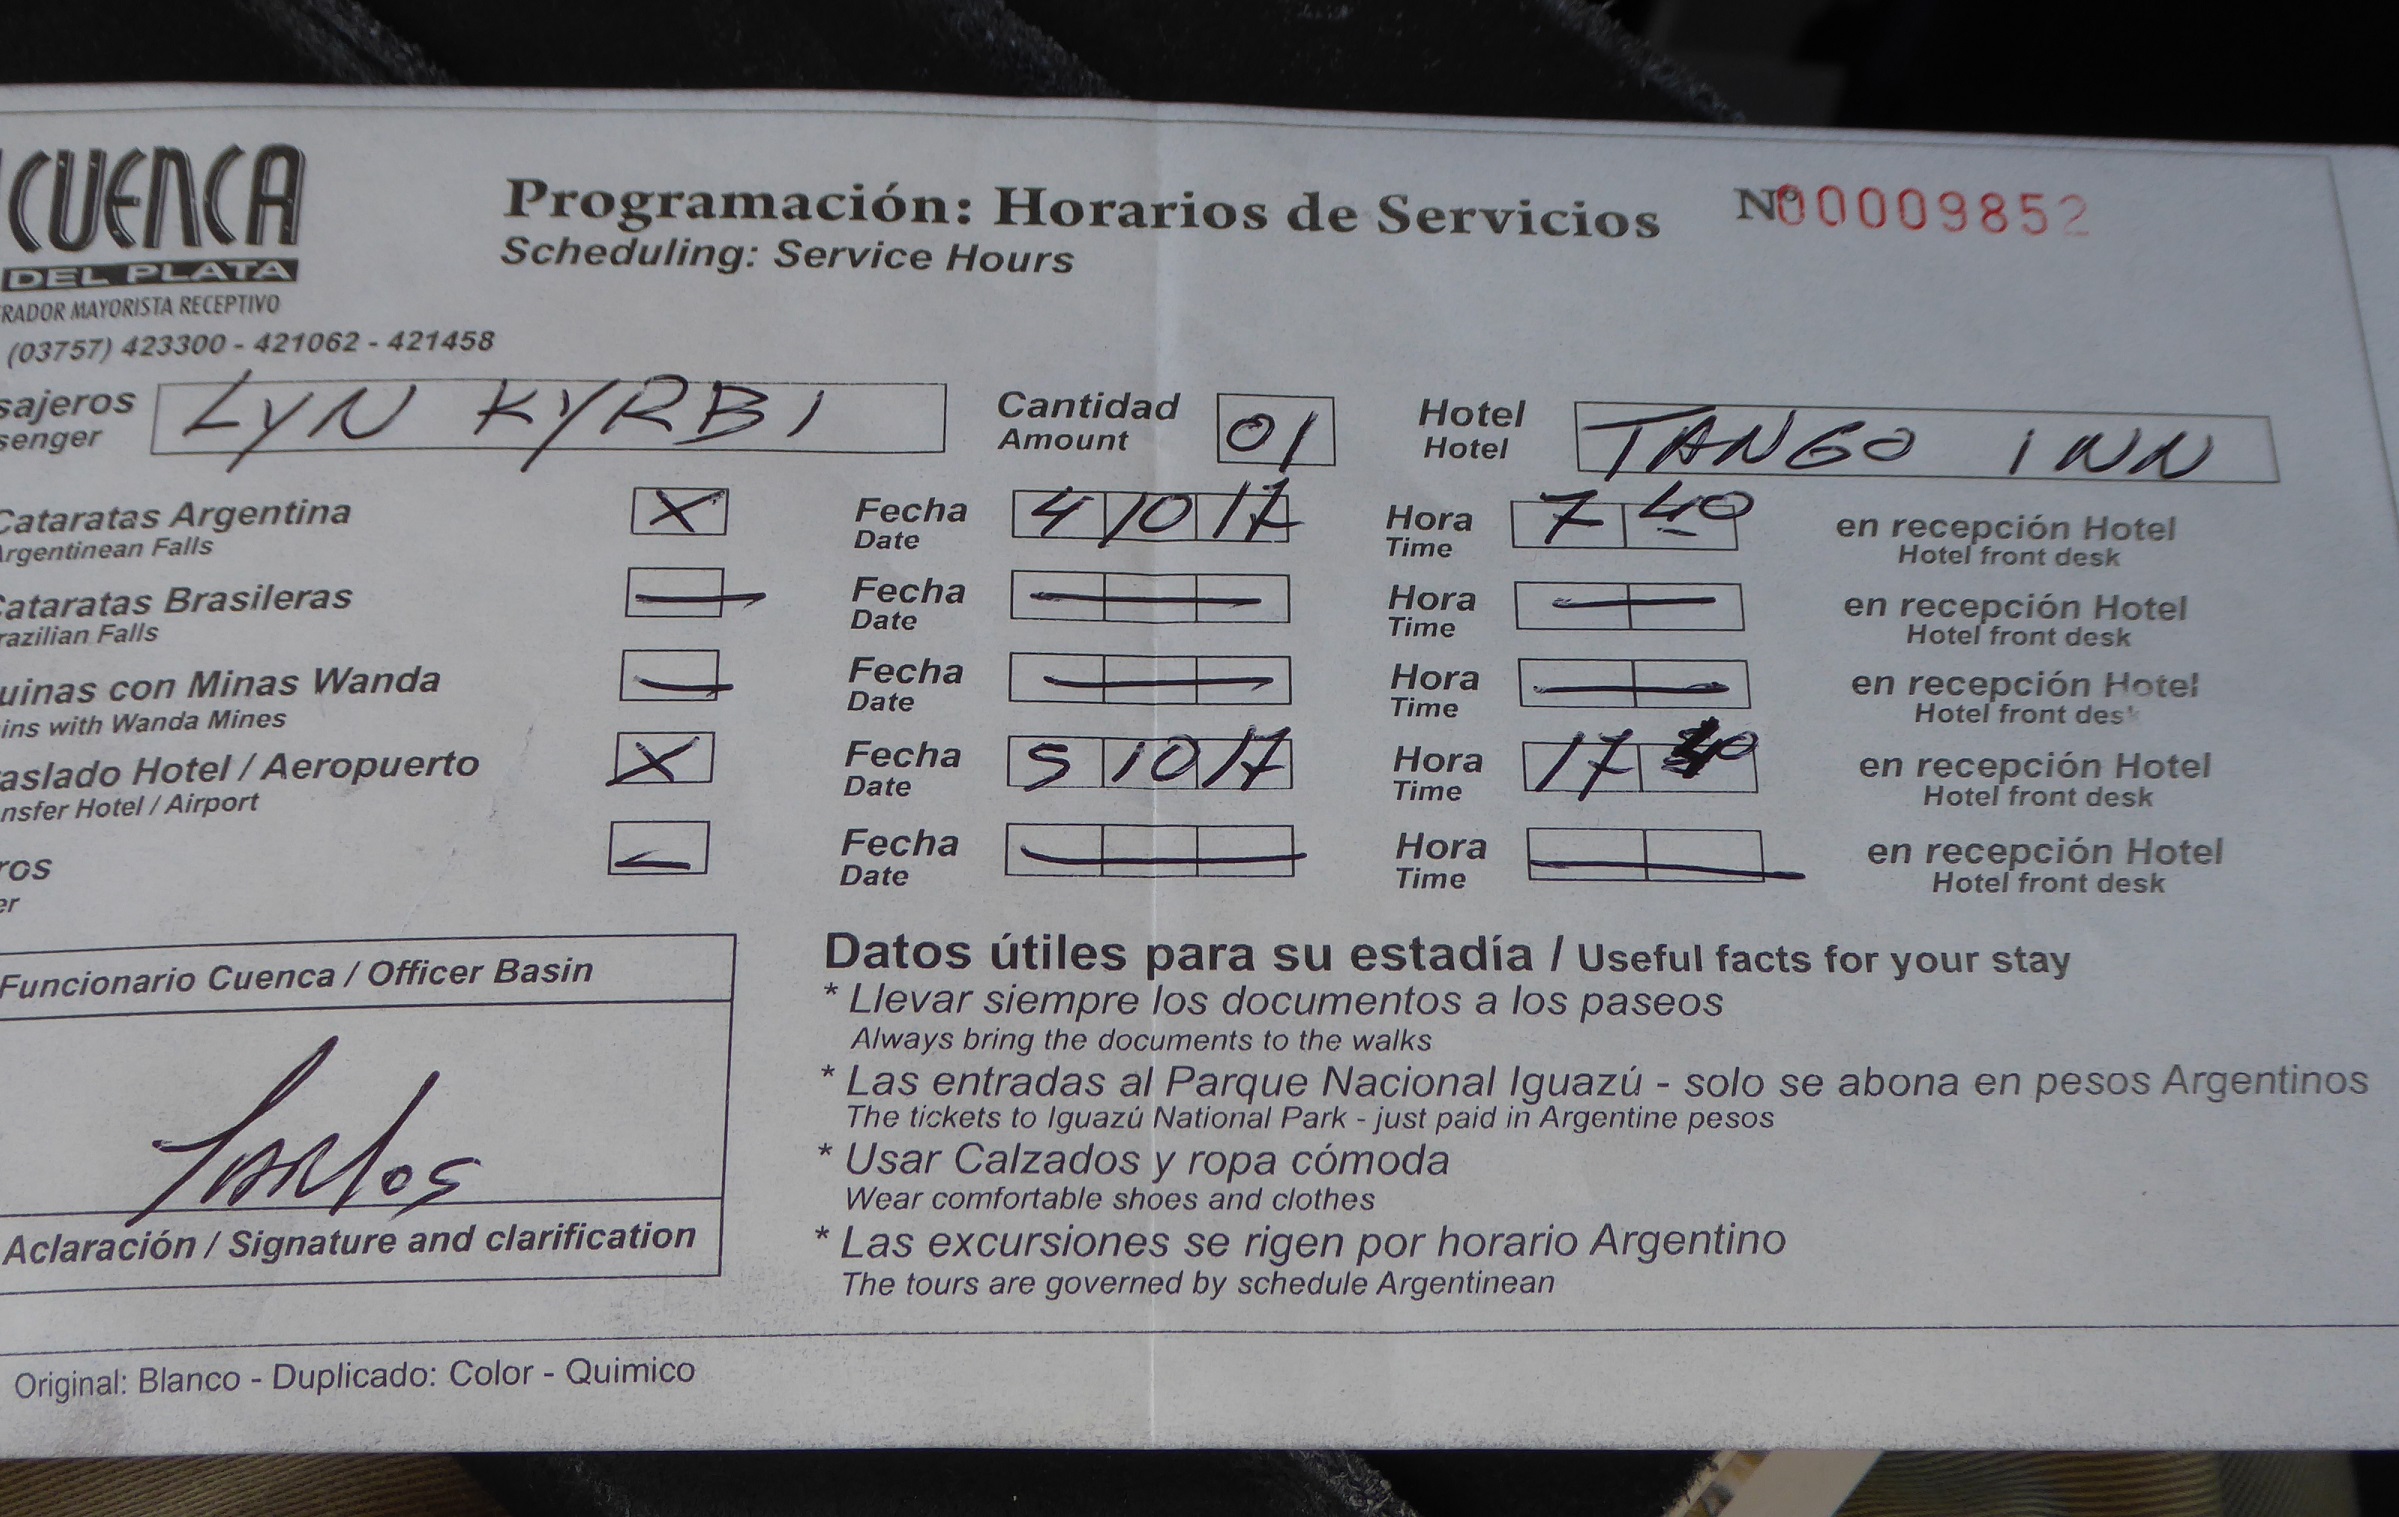 CUENCA
DEL PLATA
RADOR MAYORISTA RECEPTIVO
(03757) 423300 - 421062 - 421458
Programación: Horarios de Servicios
Scheduling: Service Hours
Nº 00009852
sajeros LYN KYRBI Cantidad 01 Hotel TANGO INN
senger Amount Hotel
Cataratas Argentina X Fecha 4 10 17 Hora 7 40 en recepción Hotel
Argentinean Falls Date Time Hotel front desk
Cataratas Brasileras — Fecha — Hora — en recepción Hotel
razilian Falls Date Time Hotel front desk
uinas con Minas Wanda — Fecha — Hora — en recepción Hotel
ins with Wanda Mines Date Time Hotel front desk
raslado Hotel / Aeropuerto X Fecha 5 10 17 Hora 17 en recepción Hotel
nsfer Hotel / Airport Date Time Hotel front desk
ros — Fecha — Hora — en recepción Hotel
er Date Time Hotel front desk
Funcionario Cuenca / Officer Basin
Aclaración / Signature and clarification
Datos útiles para su estadía / Useful facts for your stay
* Llevar siempre los documentos a los paseos
Always bring the documents to the walks
* Las entradas al Parque Nacional Iguazú - solo se abona en pesos Argentinos
The tickets to Iguazú National Park - just paid in Argentine pesos
* Usar Calzados y ropa cómoda
Wear comfortable shoes and clothes
* Las excursiones se rigen por horario Argentino
The tours are governed by schedule Argentinean
Original: Blanco - Duplicado: Color - Quimico